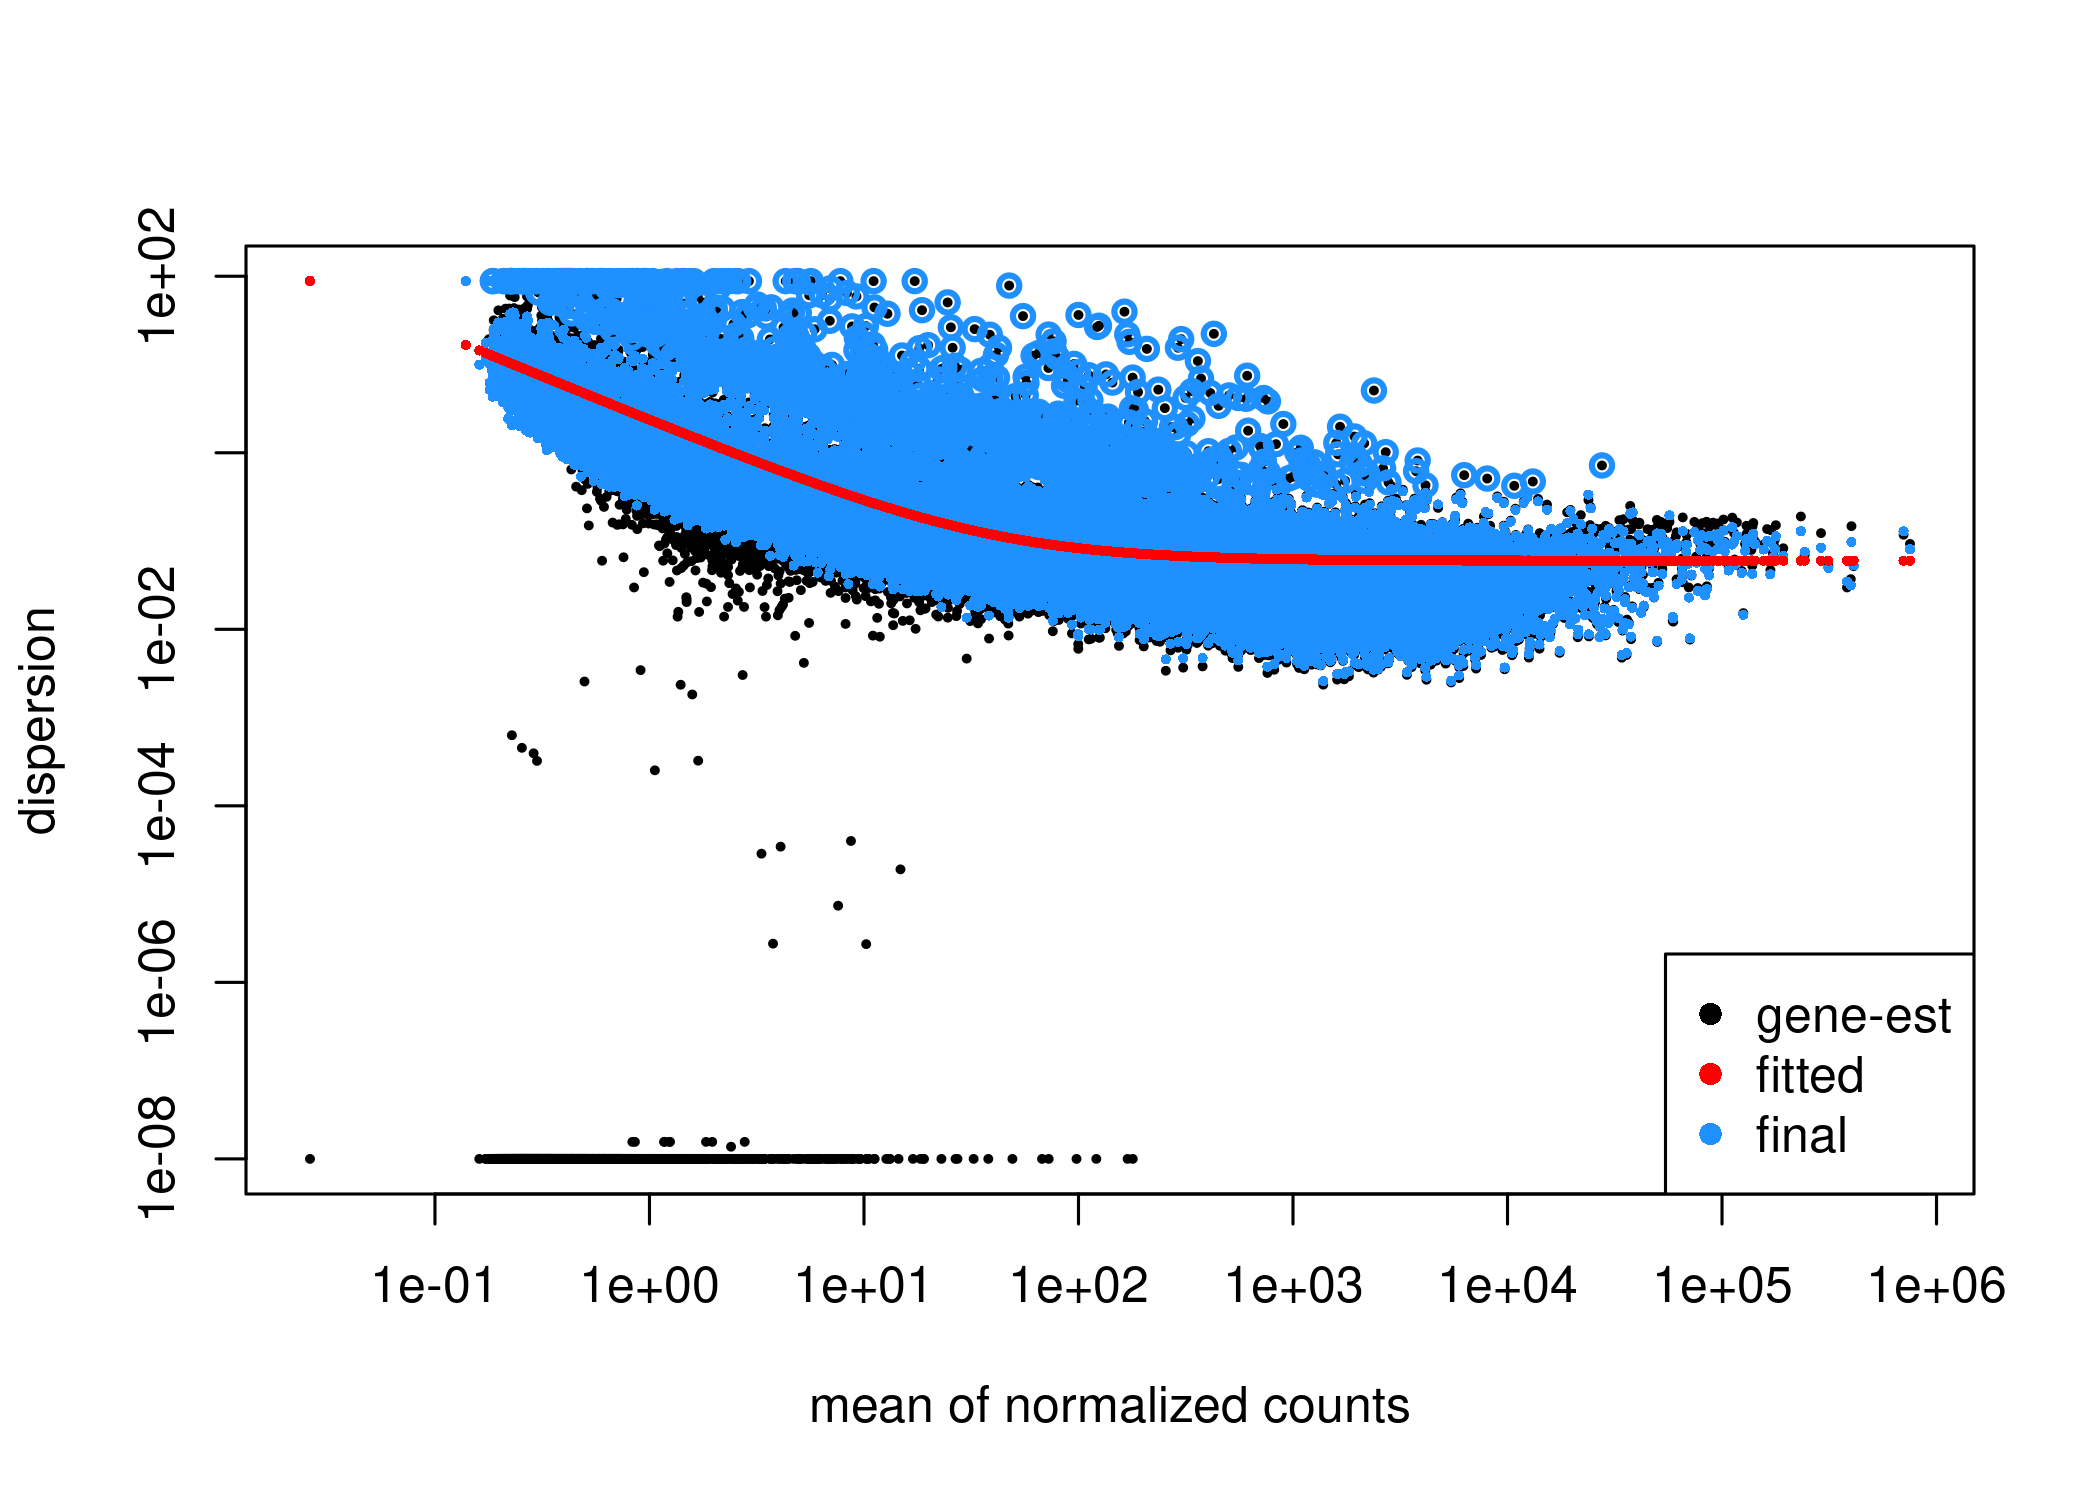 dispersion
1e+02
1e-02
1e-04
1e-06
1e-08
1e-01 1e+00 1e+01 1e+02 1e+03 1e+04 1e+05 1e+06
mean of normalized counts
gene-est
fitted
final